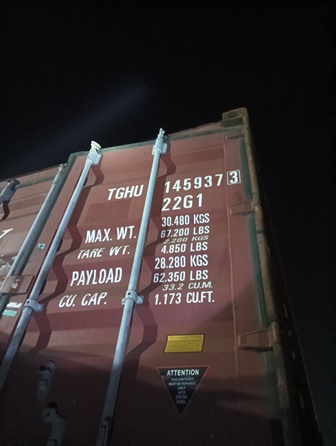 TGHU 145937 3
22G1
MAX. WT. 30.480 KGS
67.200 LBS
TARE WT. 2.200 KGS
4.850 LBS
PAYLOAD 28.280 KGS
62.350 LBS
CU. CAP. 33.2 CU.M.
1.173 CU.FT.
ATTENTION